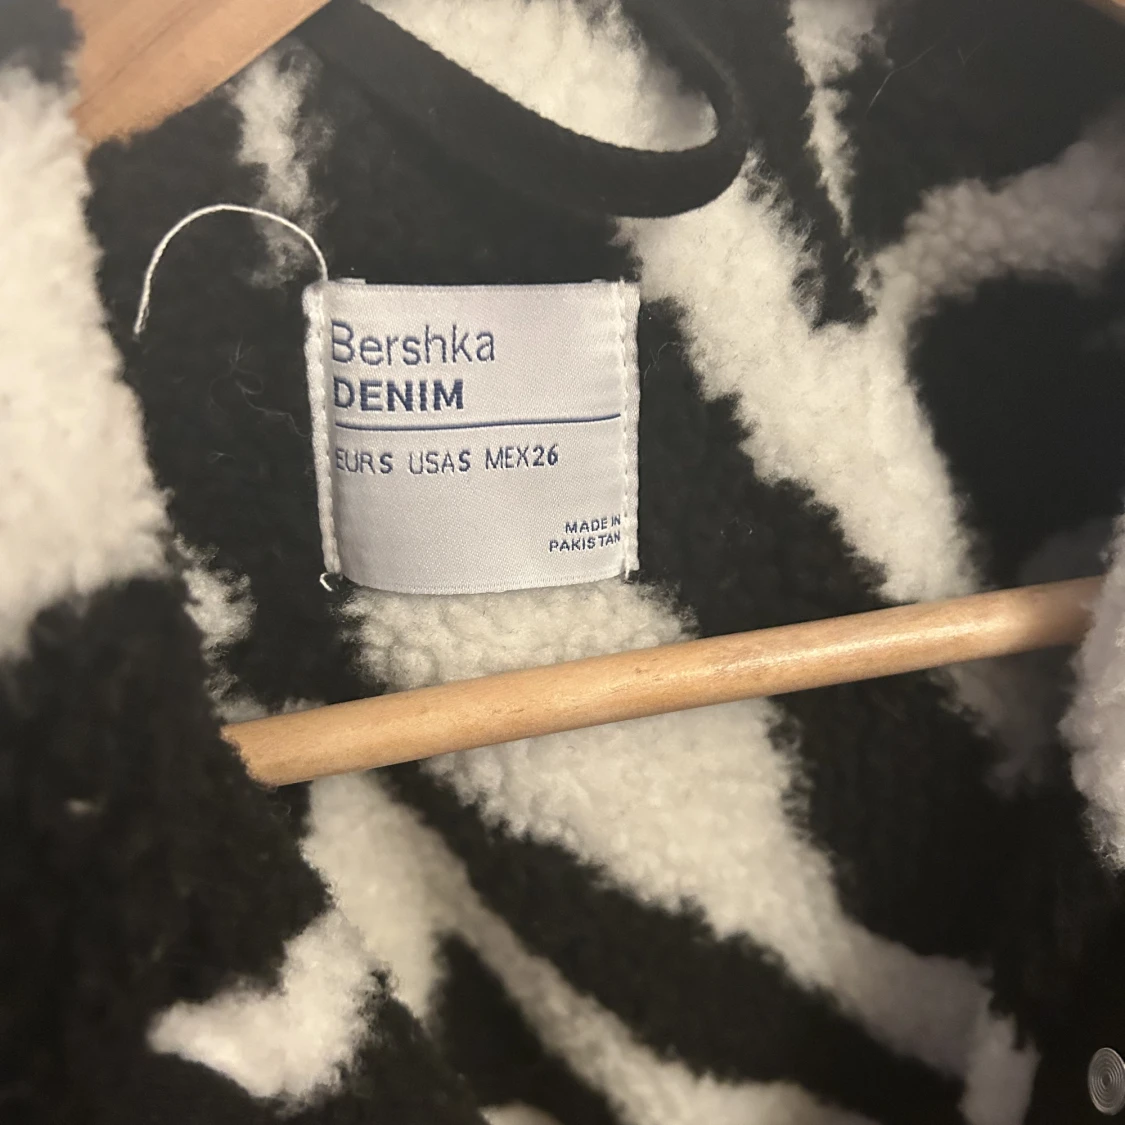 Bershka
DENIM
EUR S USA S MEX 26
MADE IN
PAKISTAN